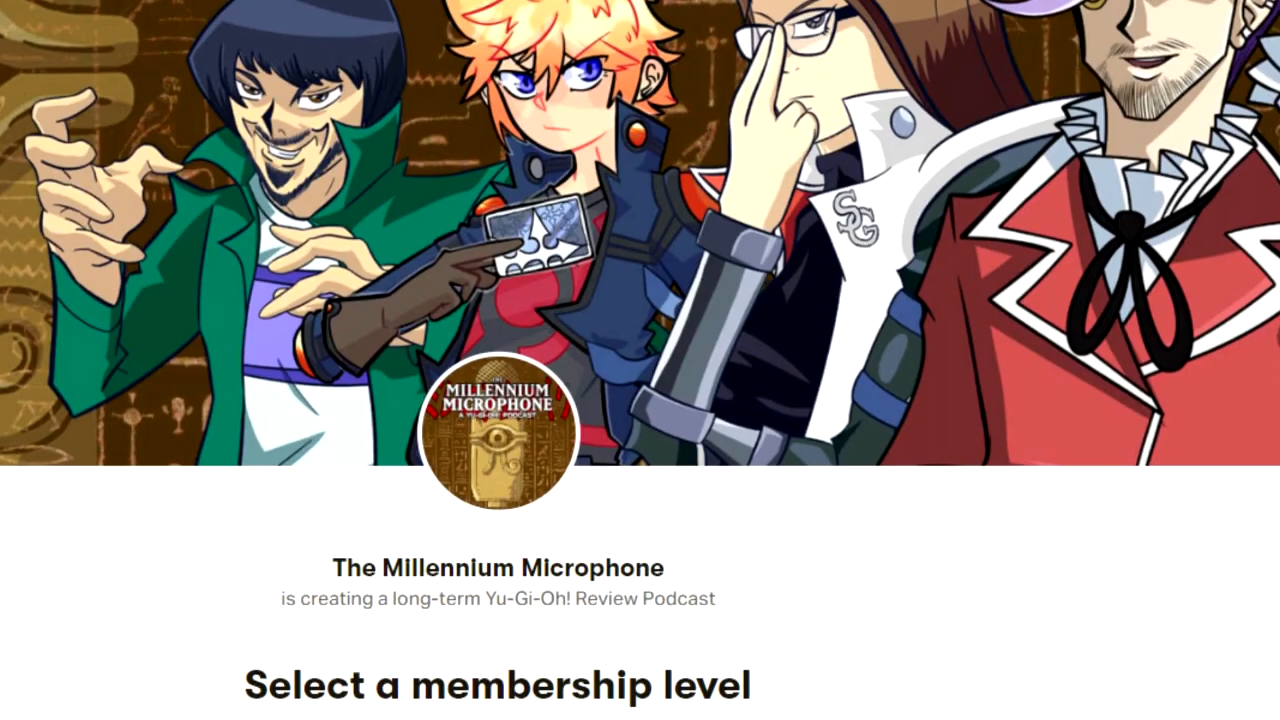 SG
THE
MILLENNIUM
MICROPHONE
A YU-GI-OH! PODCAST
The Millennium Microphone
is creating a long-term Yu-Gi-Oh! Review Podcast
Select a membership level